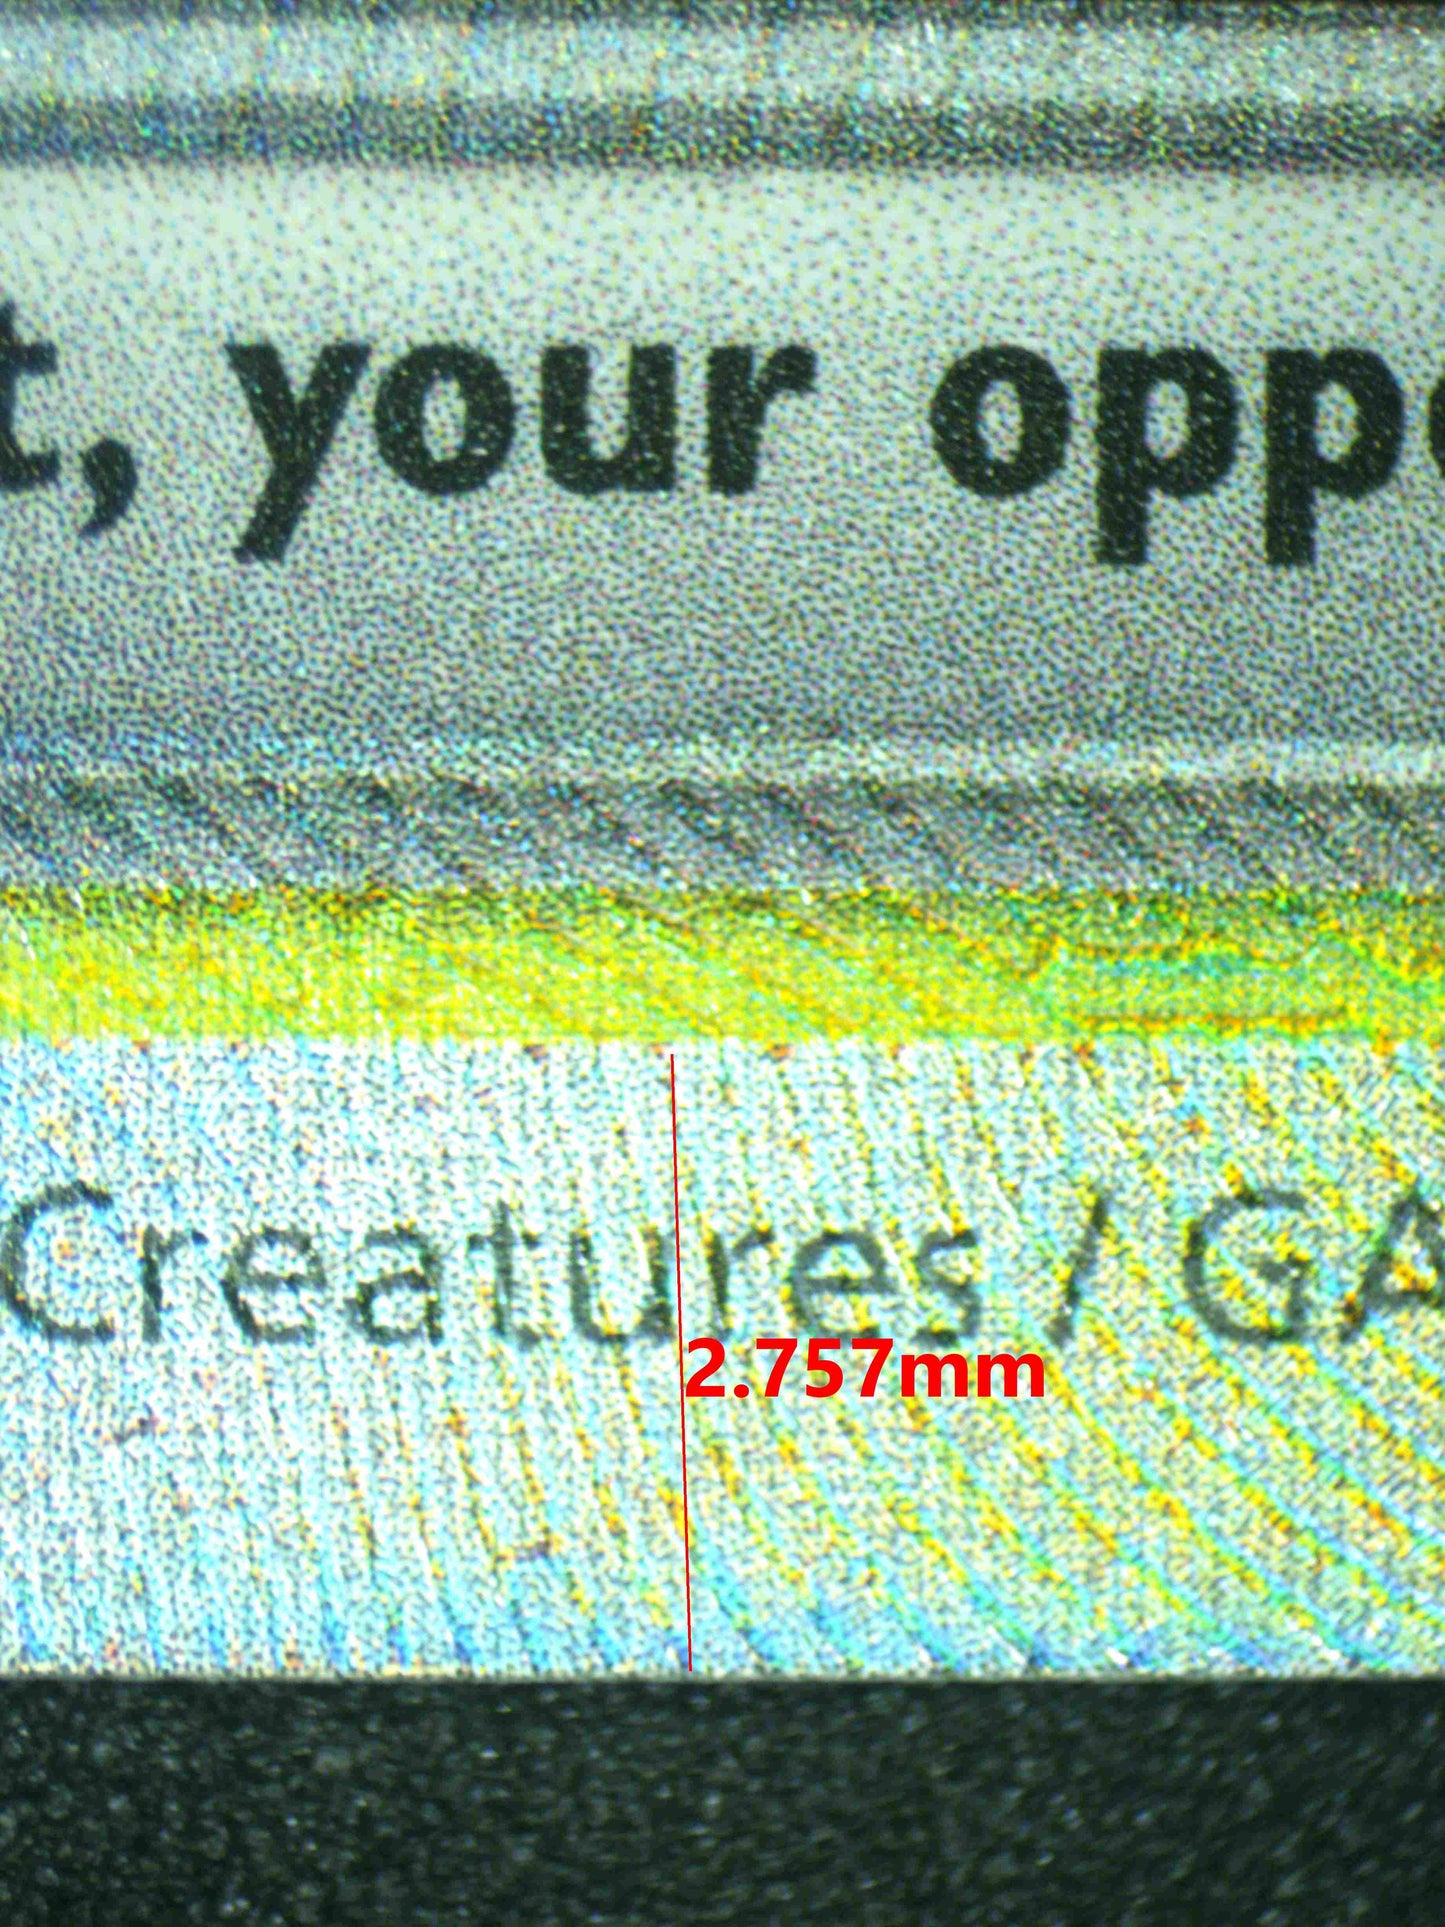 t, your opp
Creatures / GA
2.757mm